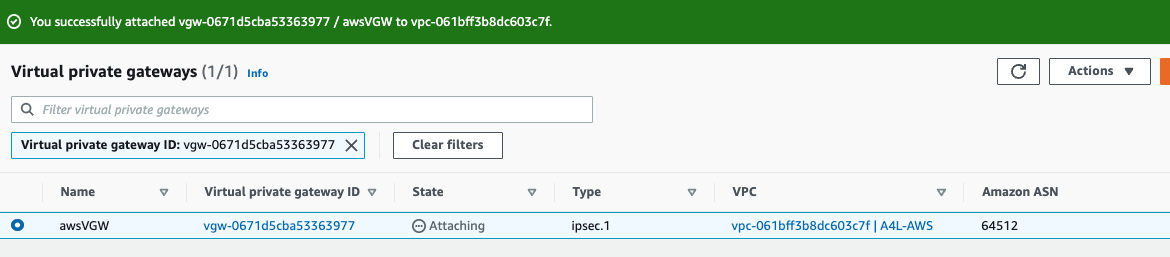 You successfully attached vgw-0671d5cba53363977 / awsVGW to vpc-061bff3b8dc603c7f.
Virtual private gateways (1/1) Info
Actions
Filter virtual private gateways
Virtual private gateway ID: vgw-0671d5cba53363977
Clear filters
Name Virtual private gateway ID State Type VPC Amazon ASN
awsVGW vgw-0671d5cba53363977 Attaching ipsec.1 vpc-061bff3b8dc603c7f | A4L-AWS 64512